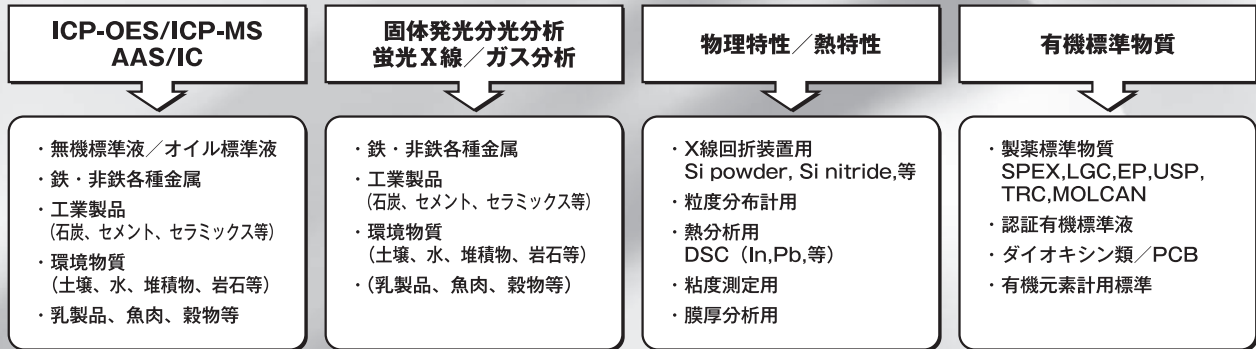 ICP-OES/ICP-MS
AAS/IC
・無機標準液／オイル標準液
・鉄・非鉄各種金属
・工業製品
(石炭、セメント、セラミックス等)
・環境物質
(土壌、水、堆積物、岩石等)
・乳製品、魚肉、穀物等
固体発光分光分析
蛍光X線／ガス分析
・鉄・非鉄各種金属
・工業製品
(石炭、セメント、セラミックス等)
・環境物質
(土壌、水、堆積物、岩石等)
・(乳製品、魚肉、穀物等)
物理特性／熱特性
・X線回折装置用
Si powder, Si nitride,等
・粒度分布計用
・熱分析用
DSC（In,Pb,等）
・粘度測定用
・膜厚分析用
有機標準物質
・製薬標準物質
SPEX,LGC,EP,USP,
TRC,MOLCAN
・認証有機標準液
・ダイオキシン類／PCB
・有機元素計用標準